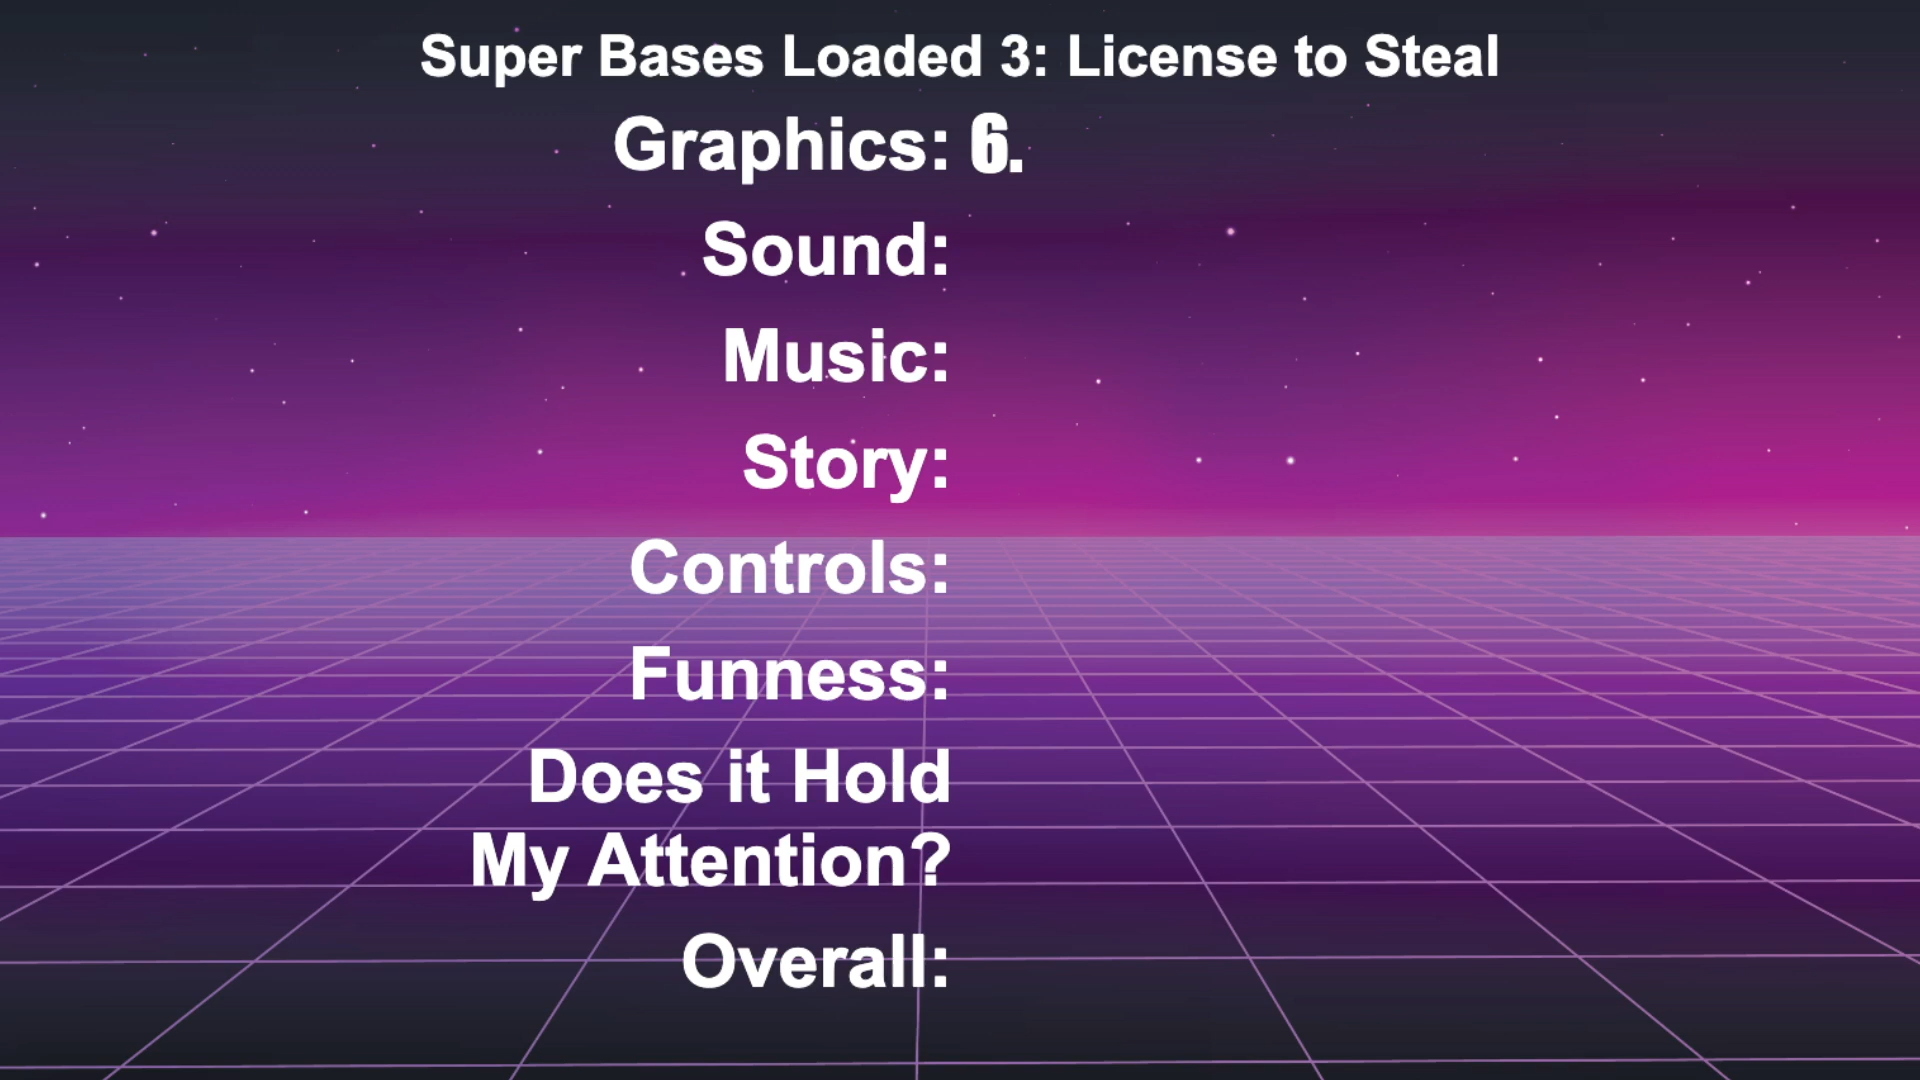 Super Bases Loaded 3: License to Steal
Graphics: 6.
Sound:
Music:
Story:
Controls:
Funness:
Does it Hold
My Attention?
Overall: